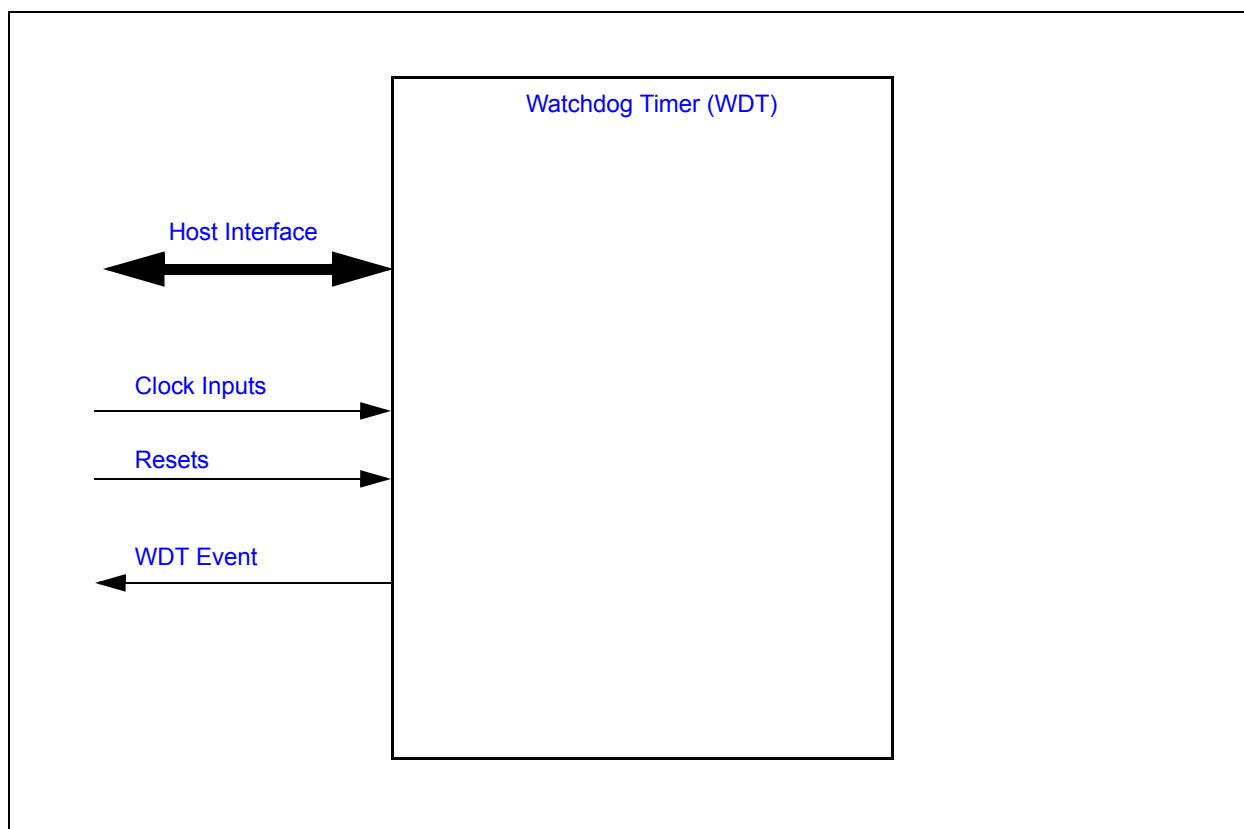 Watchdog Timer (WDT)
Host Interface
Clock Inputs
Resets
WDT Event